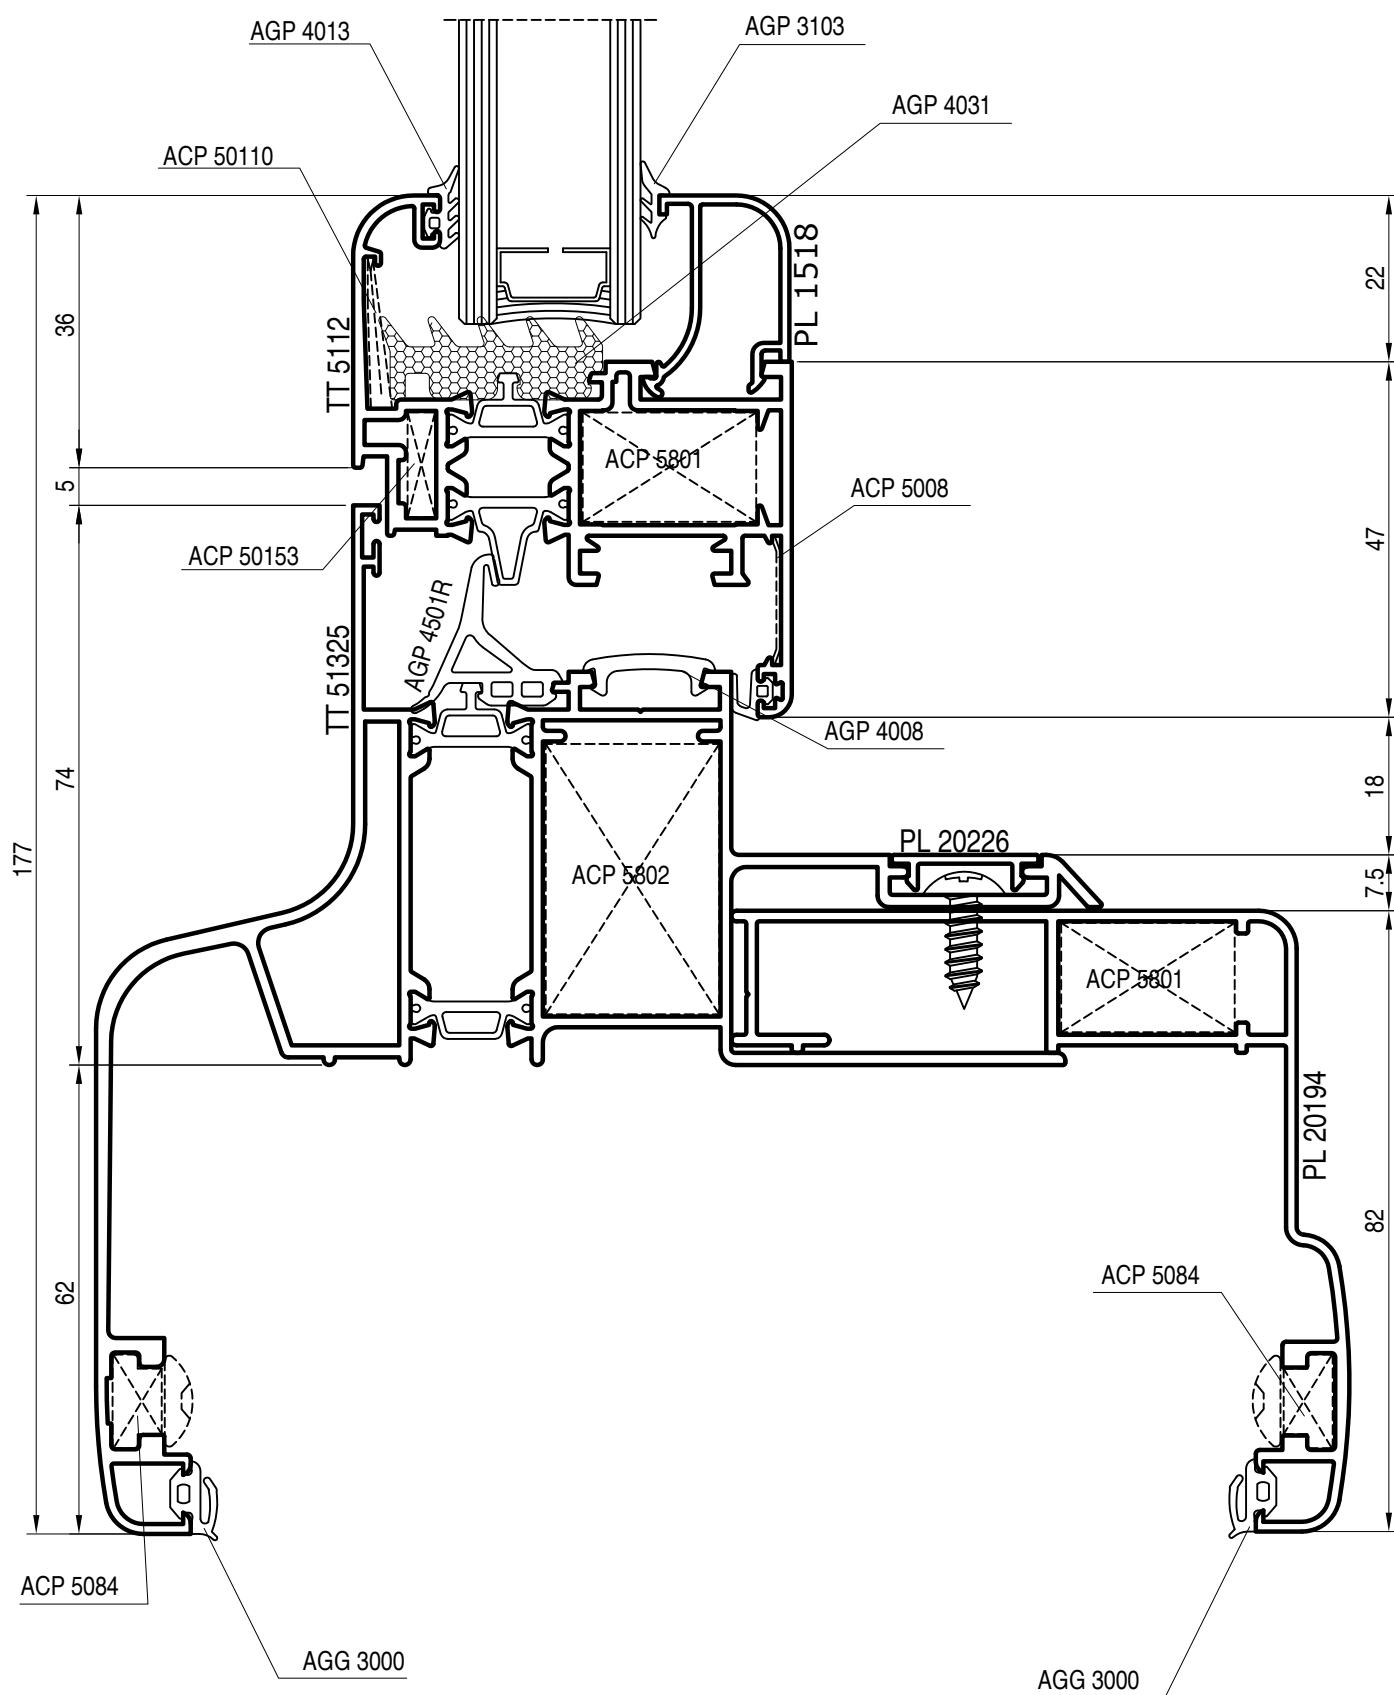 AGP 4013
AGP 3103
AGP 4031
ACP 50110
PL 1518
22
36
TT 5112
ACP 5801
ACP 5008
5
ACP 50153
47
AGP 4501R
TT 51325
AGP 4008
74
18
177
PL 20226
ACP 5802
7.5
ACP 5801
PL 20194
82
62
ACP 5084
ACP 5084
AGG 3000
AGG 3000